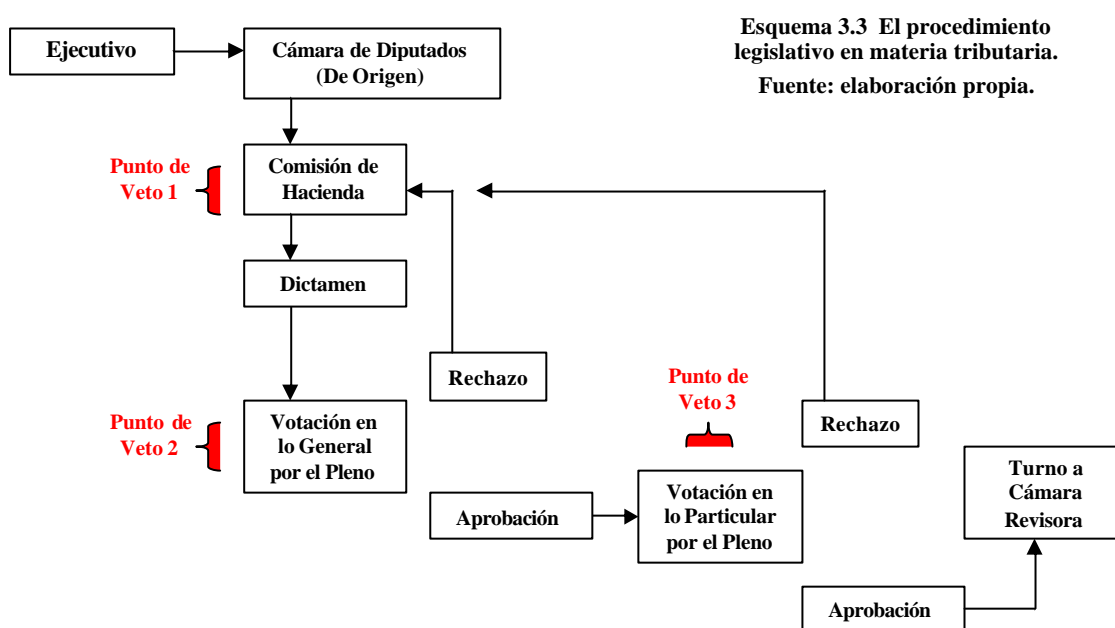 Esquema 3.3 El procedimiento
legislativo en materia tributaria.
Fuente: elaboración propia.
Ejecutivo
Cámara de Diputados
(De Origen)
Punto de
Veto 1
Comisión de
Hacienda
Dictamen
Rechazo
Punto de
Veto 3
Rechazo
Punto de
Veto 2
Votación en
lo General
por el Pleno
Aprobación
Votación en
lo Particular
por el Pleno
Turno a
Cámara
Revisora
Aprobación